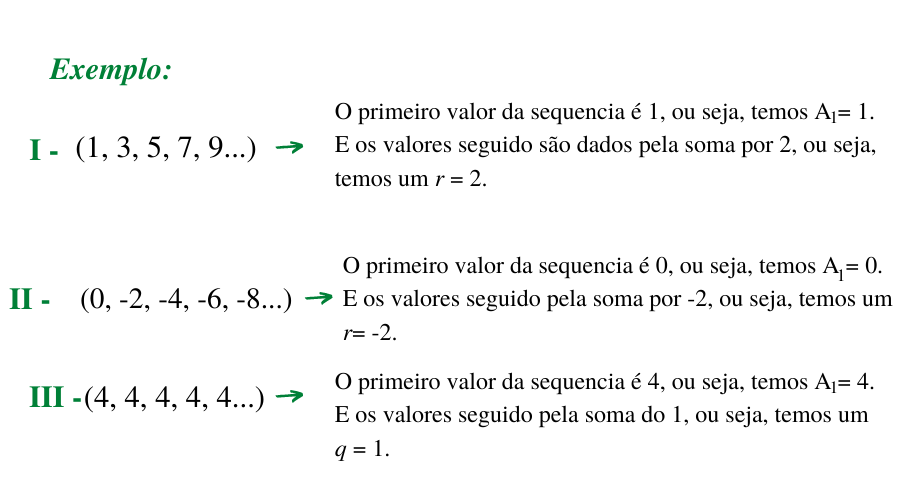 Exemplo:
I - (1, 3, 5, 7, 9...)
O primeiro valor da sequencia é 1, ou seja, temos A₁= 1.
E os valores seguido são dados pela soma por 2, ou seja,
temos um r = 2.
II - (0, -2, -4, -6, -8...)
O primeiro valor da sequencia é 0, ou seja, temos A₁= 0.
E os valores seguido pela soma por -2, ou seja, temos um
r= -2.
III -(4, 4, 4, 4, 4...)
O primeiro valor da sequencia é 4, ou seja, temos A₁= 4.
E os valores seguido pela soma do 1, ou seja, temos um
q = 1.